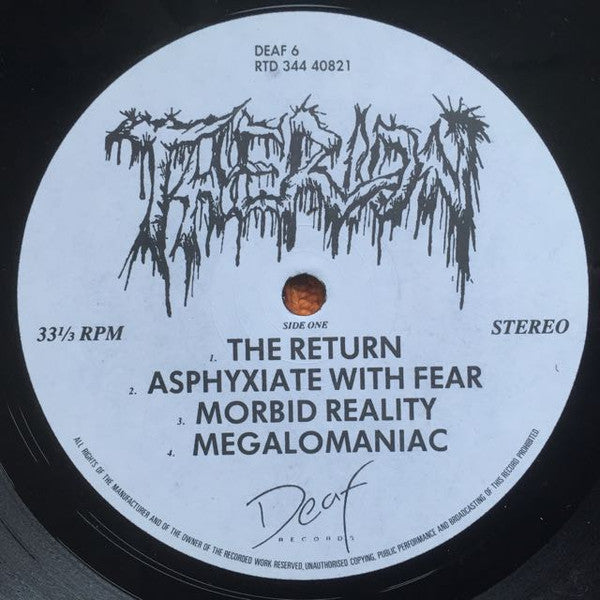 DEAF 6
RTD 344 40821
THERION
33⅓ RPM
SIDE ONE
STEREO
1. THE RETURN
2. ASPHYXIATE WITH FEAR
3. MORBID REALITY
4. MEGALOMANIAC
Deaf
RECORDS
ALL RIGHTS OF THE MANUFACTURER AND OF THE OWNER OF THE RECORDED WORK RESERVED, UNAUTHORISED COPYING, PUBLIC PERFORMANCE AND BROADCASTING OF THIS RECORD PROHIBITED.